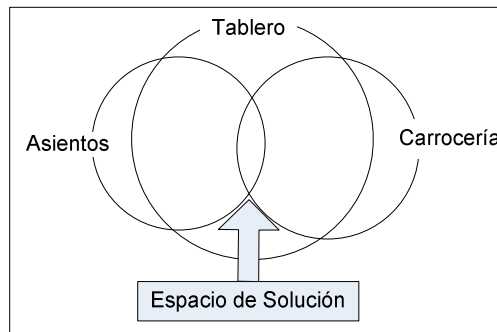 Tablero
Asientos
Carrocería
Espacio de Solución